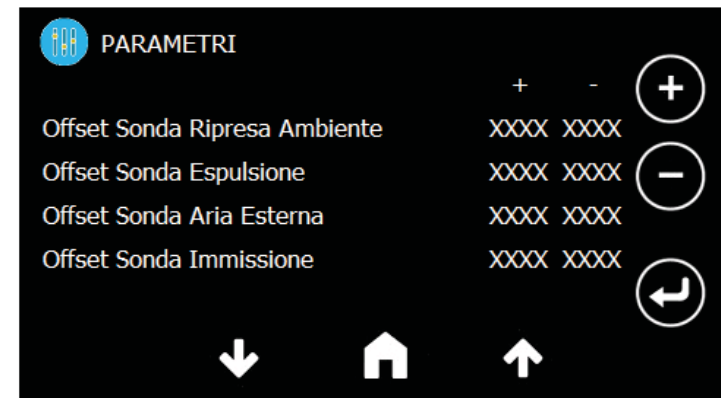 PARAMETRI
+ -
Offset Sonda Ripresa Ambiente XXXX XXXX
Offset Sonda Espulsione XXXX XXXX
Offset Sonda Aria Esterna XXXX XXXX
Offset Sonda Immissione XXXX XXXX